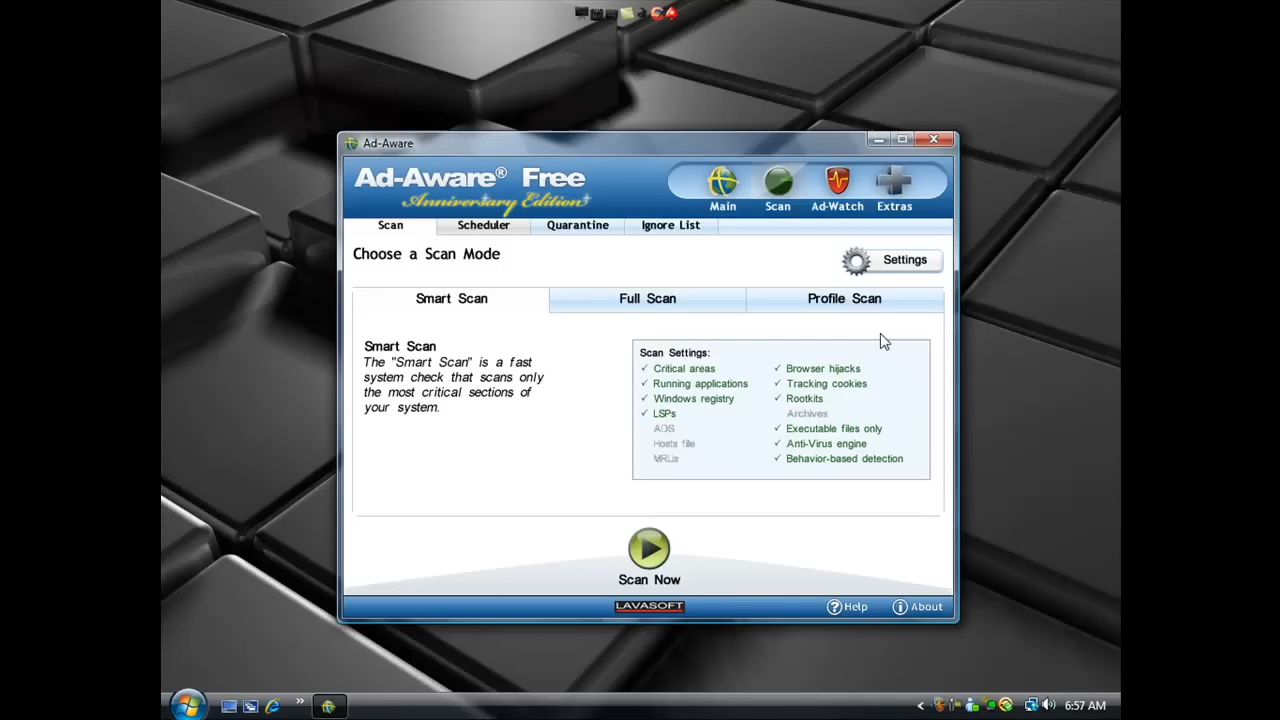 Ad-Aware
Ad-Aware® Free
Anniversary Edition
Main Scan Ad-Watch Extras
Scan Scheduler Quarantine Ignore List
Choose a Scan Mode
Settings
Smart Scan Full Scan Profile Scan
Smart Scan
The "Smart Scan" is a fast
system check that scans only
the most critical sections of
your system.
Scan Settings:
Critical areas
Running applications
Windows registry
LSPs
ADS
Hosts file
MRUs
Browser hijacks
Tracking cookies
Rootkits
Archives
Executable files only
Anti-Virus engine
Behavior-based detection
Scan Now
LAVASOFT
Help
About
6:57 AM